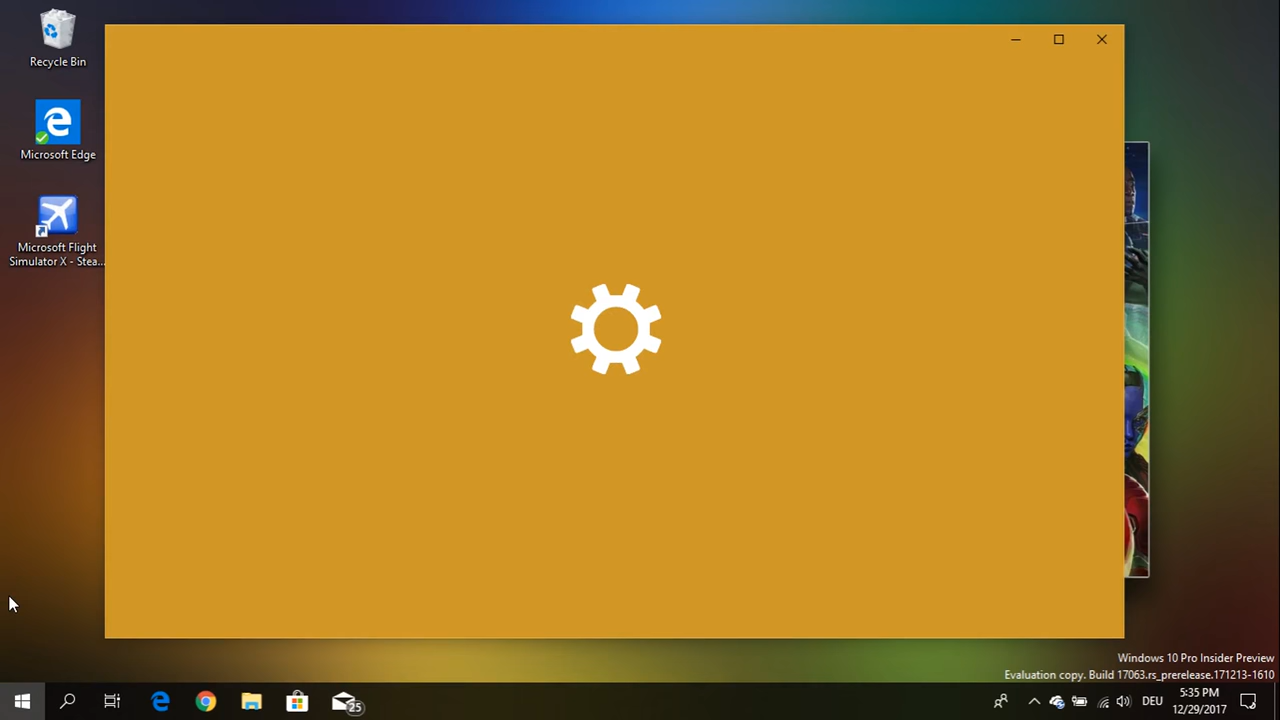 Recycle Bin
Microsoft Edge
Microsoft Flight
Simulator X - Stea...
Windows 10 Pro Insider Preview
Evaluation copy. Build 17063.rs_prerelease.171213-1610
25
DEU
5:35 PM
12/29/2017